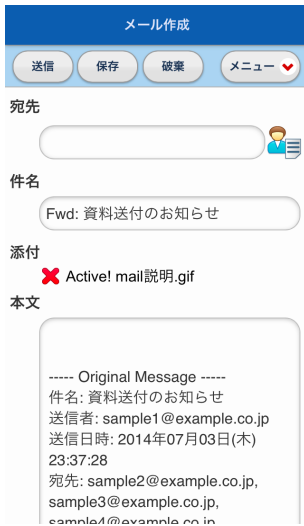 メール作成
送信 保存 破棄 メニュー
宛先
件名
Fwd: 資料送付のお知らせ
添付
Active! mail説明.gif
本文
----- Original Message -----
件名: 資料送付のお知らせ
送信者: sample1@example.co.jp
送信日時: 2014年07月03日(木)
23:37:28
宛先: sample2@example.co.jp,
sample3@example.co.jp,
sample4@example.co.jp